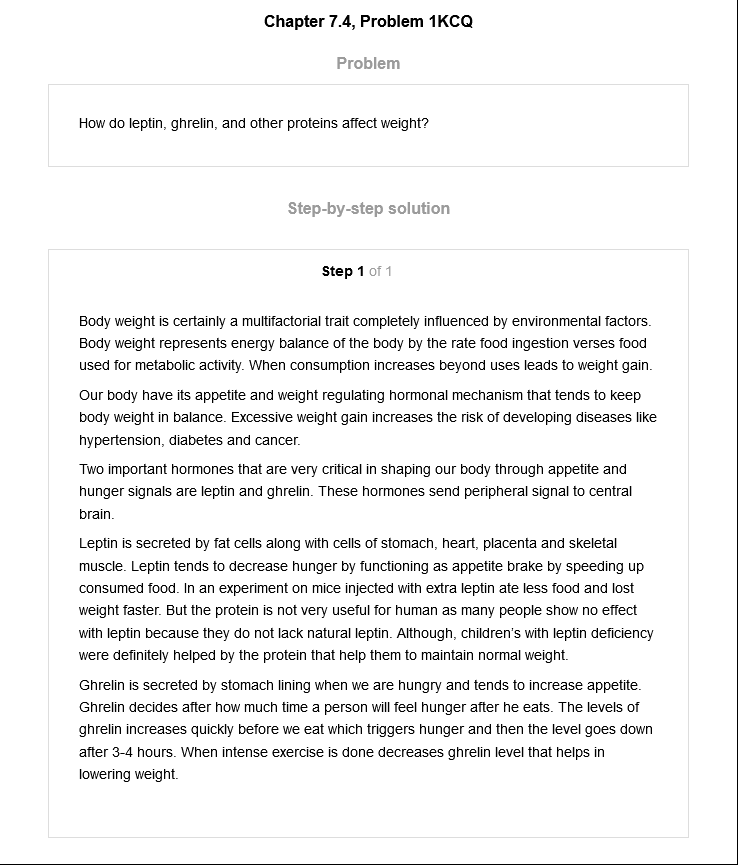 Chapter 7.4, Problem 1KCQ
Problem
How do leptin, ghrelin, and other proteins affect weight?
Step-by-step solution
Step 1 of 1
Body weight is certainly a multifactorial trait completely influenced by environmental factors.
Body weight represents energy balance of the body by the rate food ingestion verses food
used for metabolic activity. When consumption increases beyond uses leads to weight gain.
Our body have its appetite and weight regulating hormonal mechanism that tends to keep
body weight in balance. Excessive weight gain increases the risk of developing diseases like
hypertension, diabetes and cancer.
Two important hormones that are very critical in shaping our body through appetite and
hunger signals are leptin and ghrelin. These hormones send peripheral signal to central
brain.
Leptin is secreted by fat cells along with cells of stomach, heart, placenta and skeletal
muscle. Leptin tends to decrease hunger by functioning as appetite brake by speeding up
consumed food. In an experiment on mice injected with extra leptin ate less food and lost
weight faster. But the protein is not very useful for human as many people show no effect
with leptin because they do not lack natural leptin. Although, children’s with leptin deficiency
were definitely helped by the protein that help them to maintain normal weight.
Ghrelin is secreted by stomach lining when we are hungry and tends to increase appetite.
Ghrelin decides after how much time a person will feel hunger after he eats. The levels of
ghrelin increases quickly before we eat which triggers hunger and then the level goes down
after 3-4 hours. When intense exercise is done decreases ghrelin level that helps in
lowering weight.